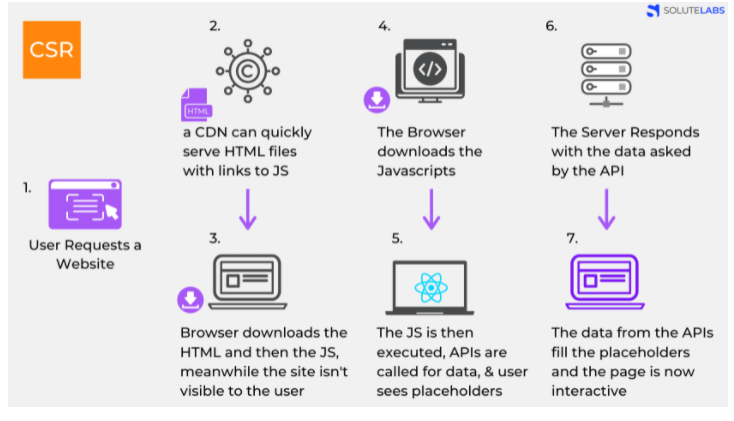 SOLUTELABS
CSR
1.
User Requests a
Website
2.
HTML
a CDN can quickly
serve HTML files
with links to JS
3.
Browser downloads the
HTML and then the JS,
meanwhile the site isn't
visible to the user
4.
The Browser
downloads the
Javascripts
5.
The JS is then
executed, APIs are
called for data, & user
sees placeholders
6.
The Server Responds
with the data asked
by the API
7.
The data from the APIs
fill the placeholders
and the page is now
interactive